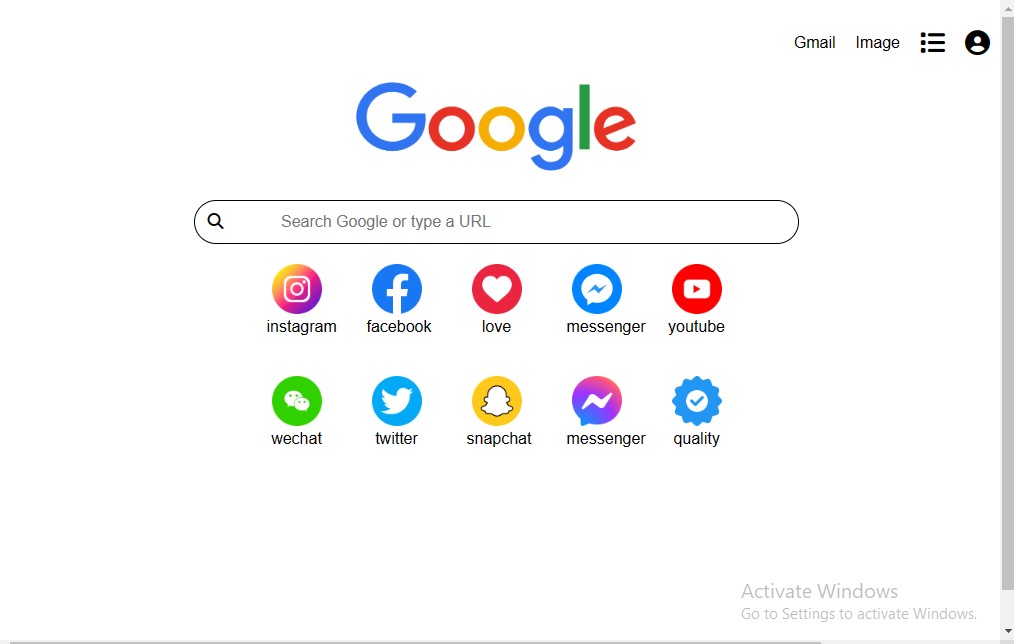 Gmail Image
Google
Search Google or type a URL
instagram facebook love messenger youtube
wechat twitter snapchat messenger quality
Activate Windows
Go to Settings to activate Windows.